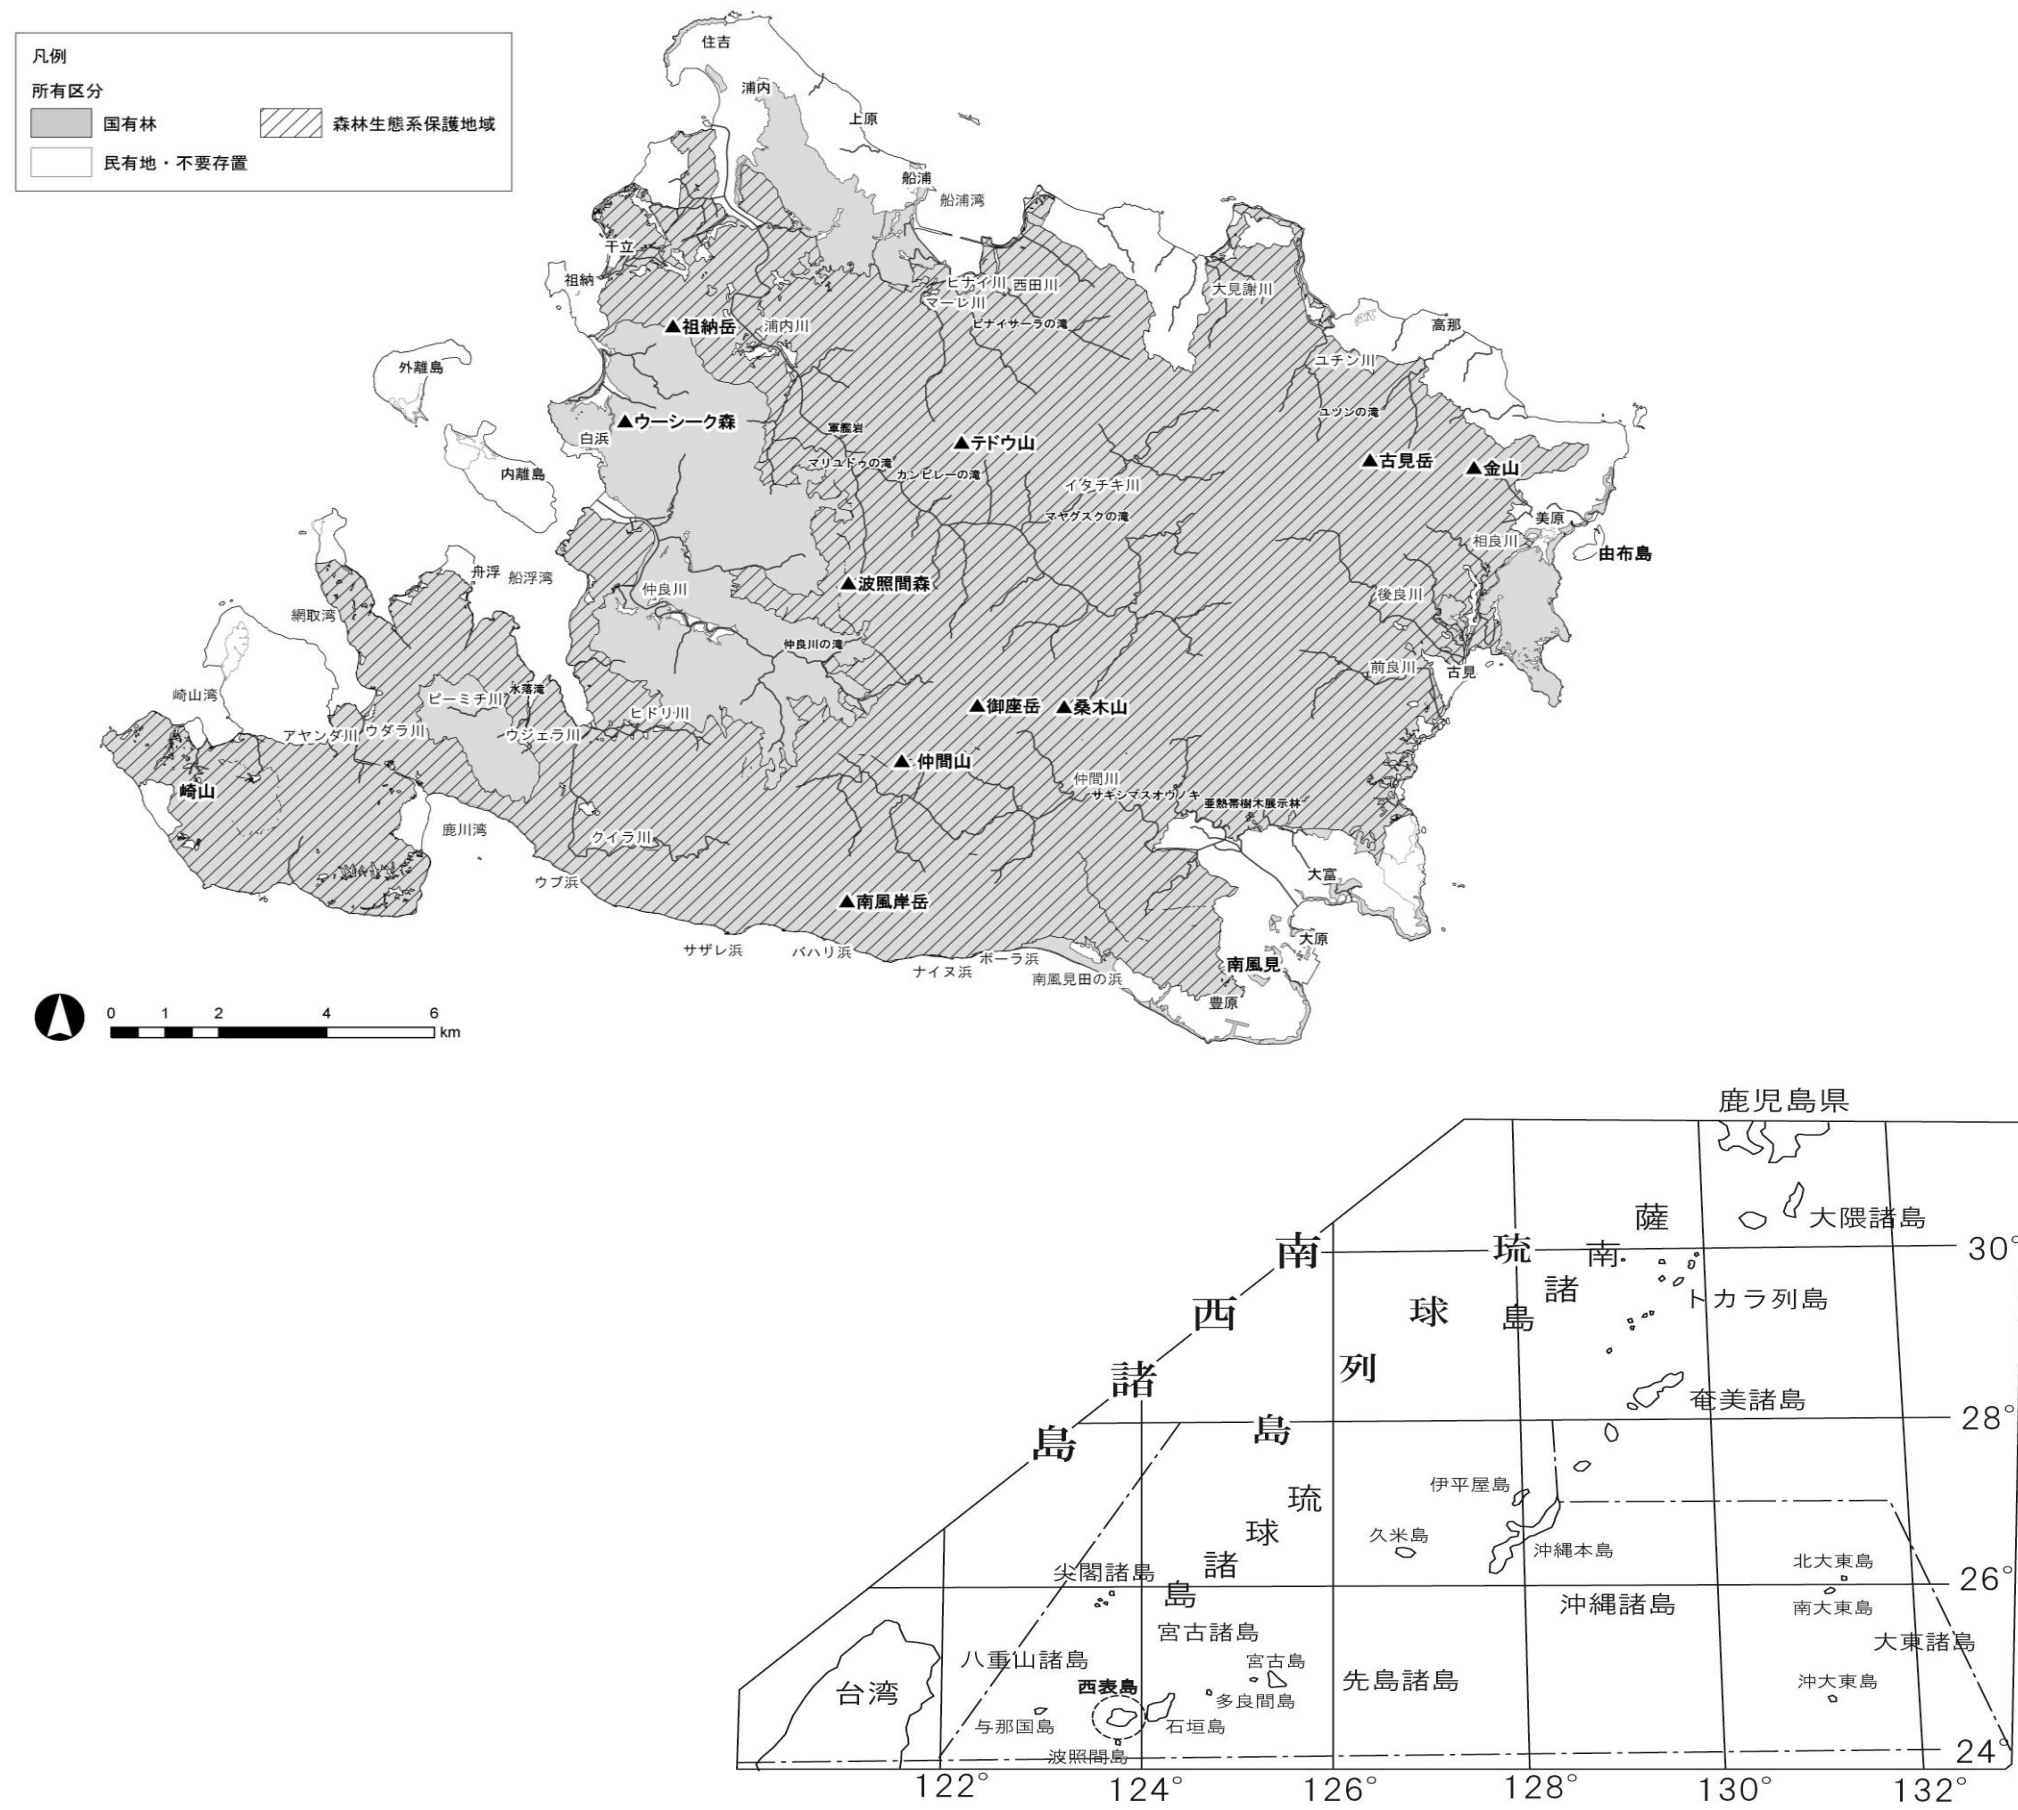 凡例
所有区分
国有林
森林生態系保護地域
民有地・不要存置
住吉
浦内
上原
船浦
船浦湾
干立
祖納
ヒナイ川
西田川
マーレ川
大見謝川
ピナイサーラの滝
▲祖納岳
浦内川
高那
ユチン川
外離島
ユツンの滝
▲ウーシーク森
白浜
軍艦岩
▲テドウ山
マリユドゥの滝
カンビレーの滝
▲古見岳
▲金山
内離島
イタチキ川
マヤグスクの滝
美原
相良川
由布島
舟浮
船浮湾
▲波照間森
仲良川
後良川
網取湾
仲良川の滝
前良川
古見
崎山湾
ピーミチ川
水落滝
ヒドリ川
▲御座岳
▲桑木山
アヤンダ川
ウダラ川
ウジェラ川
▲仲間山
仲間川
サキシマスオウノキ
亜熱帯樹木展示林
崎山
鹿川湾
クイラ川
ウブ浜
大富
▲南風岸岳
サザレ浜
バハリ浜
ナイヌ浜
ボーラ浜
南風見田の浜
大原
南風見
豊原
0 1 2 4 6
km
鹿児島県
大隅諸島
薩南諸島
トカラ列島
30°
南西諸島
琉球列島
奄美諸島
28°
伊平屋島
琉球諸島
久米島
沖縄本島
北大東島
尖閣諸島
26°
沖縄諸島
南大東島
宮古諸島
大東諸島
八重山諸島
宮古島
先島諸島
台湾
西表島
多良間島
沖大東島
与那国島
石垣島
波照間島
24°
122° 124° 126° 128° 130° 132°